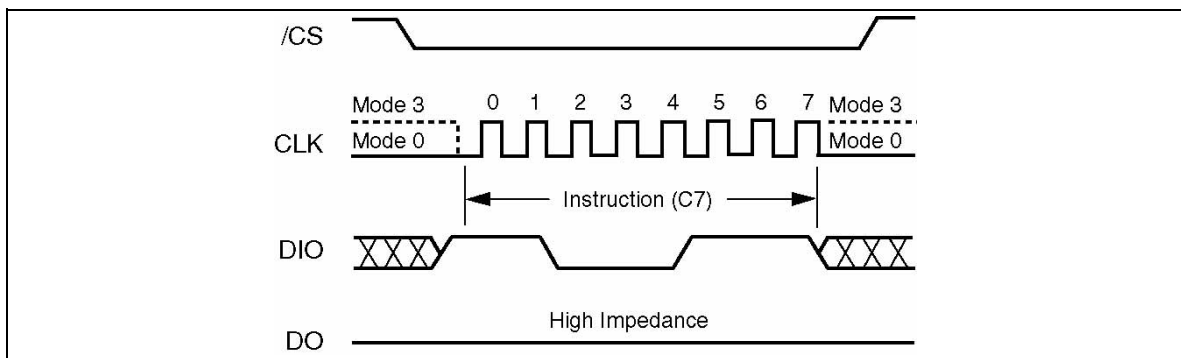 /CS
Mode 3 0 1 2 3 4 5 6 7 Mode 3
CLK Mode 0 Mode 0
Instruction (C7)
DIO
High Impedance
DO